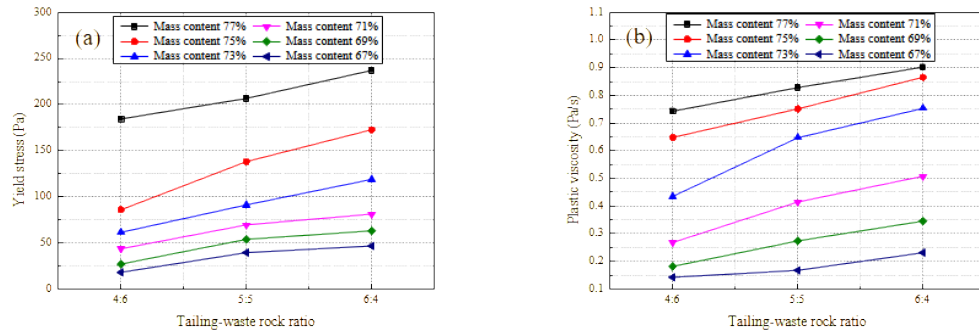 (a)
Mass content 77%
Mass content 75%
Mass content 73%
Mass content 71%
Mass content 69%
Mass content 67%
Yield stress (Pa)
300
250
200
150
100
50
0
4:6
5:5
6:4
Tailing-waste rock ratio
(b)
Mass content 77%
Mass content 75%
Mass content 73%
Mass content 71%
Mass content 69%
Mass content 67%
Plastic viscosity (Pa/s)
1.1
1.0
0.9
0.8
0.7
0.6
0.5
0.4
0.3
0.2
0.1
4:6
5:5
6:4
Tailing-waste rock ratio